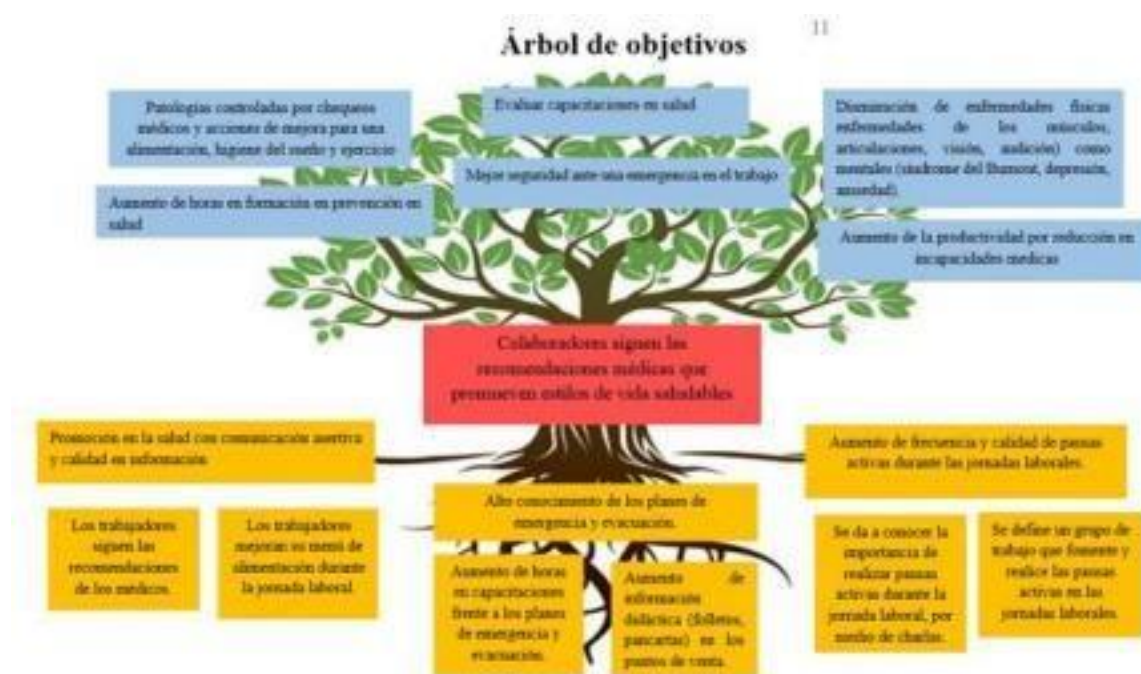 11
Árbol de objetivos
Patologías controladas por chequeos
médicos y acciones de mejora para una
alimentación, higiene del sueño y ejercicio
Aumento de horas en formación en prevención en
salud
Evaluar capacitaciones en salud
Mejor seguridad ante una emergencia en el trabajo
Disminución de enfermedades físicas
enfermedades de los músculos,
articulaciones, visión, audición) como
mentales (síndrome del Burnout, depresión,
ansiedad).
Aumento de la productividad por reducción en
incapacidades medicas
Colaboradores siguen las
recomendaciones médicas que
promueven estilos de vida saludables
Promoción en la salud con comunicación asertiva
y calidad en información.
Los trabajadores
siguen las
recomendaciones
de los médicos.
Los trabajadores
mejoran su menú de
alimentación durante
la jornada laboral.
Alto conocimiento de los planes de
emergencia y evacuación.
Aumento de horas
en capacitaciones
frente a los planes
de emergencia y
evacuación.
Aumento de
información
didáctica (folletos,
pancartas) en los
puntos de venta.
Aumento de frecuencia y calidad de pausas
activas durante las jornadas laborales.
Se da a conocer la
importancia de
realizar pausas
activas durante la
jornada laboral, por
medio de charlas.
Se define un grupo de
trabajo que fomente y
realice las pausas
activas en las
jornadas laborales.